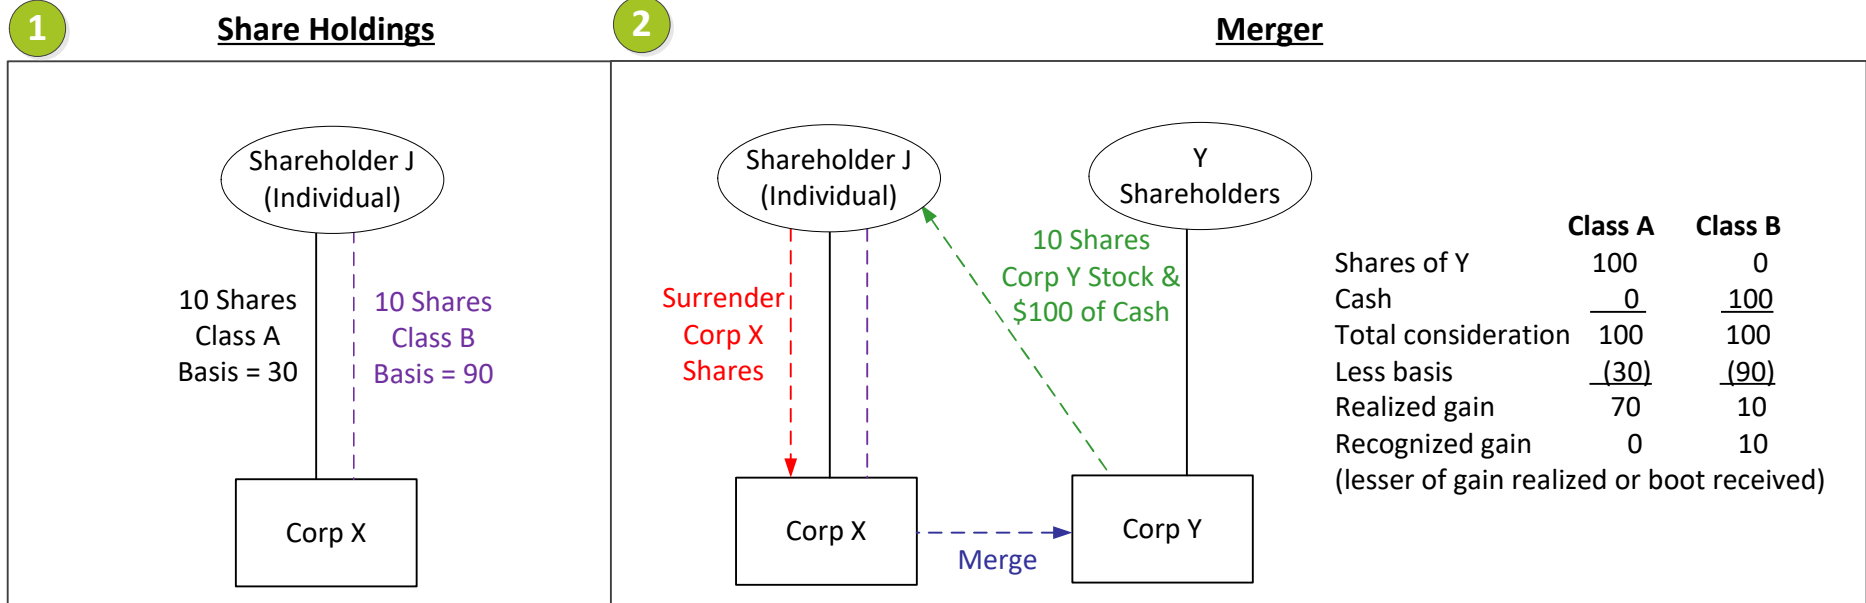 1
Share Holdings
Shareholder J
(Individual)
10 Shares
Class A
Basis = 30
10 Shares
Class B
Basis = 90
Corp X
2
Merger
Shareholder J
(Individual)
Y
Shareholders
Surrender
Corp X
Shares
10 Shares
Corp Y Stock &
$100 of Cash
Corp X
Merge
Corp Y
Class A Class B
Shares of Y 100 0
Cash 0 100
Total consideration 100 100
Less basis (30) (90)
Realized gain 70 10
Recognized gain 0 10
(lesser of gain realized or boot received)